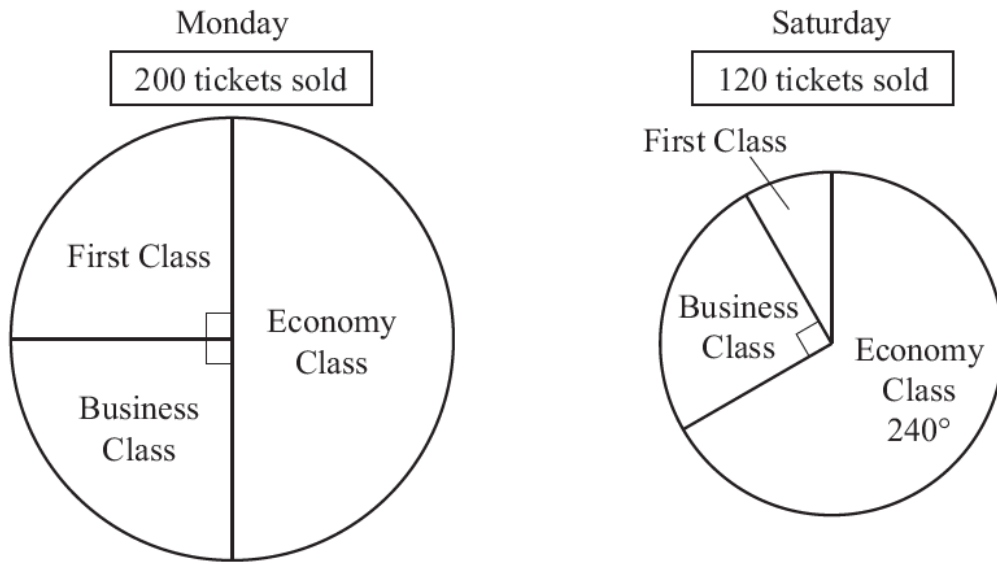 Monday
200 tickets sold
First Class
Economy
Class
Business
Class
Saturday
120 tickets sold
First Class
Business
Class
Economy
Class
240°